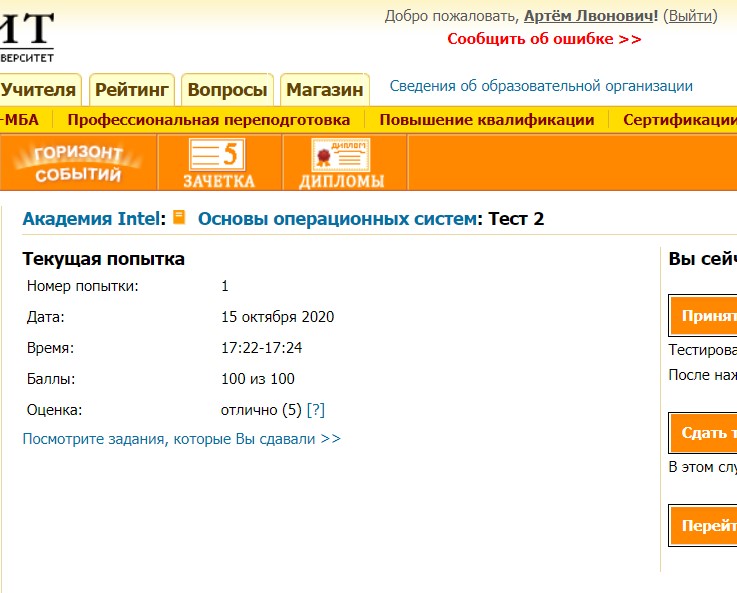 ИТ
ВЕРСИТЕТ
Добро пожаловать, Артём Лвонович! (Выйти)
Сообщить об ошибке >>
Учителя Рейтинг Вопросы Магазин Сведения об образовательной организации
-МБА Профессиональная переподготовка Повышение квалификации Сертификации
ГОРИЗОНТ СОБЫТИЙ
5 ЗАЧЕТКА
ДИПЛОМ ДИПЛОМЫ
Академия Intel: Основы операционных систем: Тест 2
Текущая попытка
Номер попытки: 1
Дата: 15 октября 2020
Время: 17:22-17:24
Баллы: 100 из 100
Оценка: отлично (5) [?]
Посмотрите задания, которые Вы сдавали >>
Вы сейч
Принят
Тестирова
После наж
Сдать т
В этом слу
Перейт